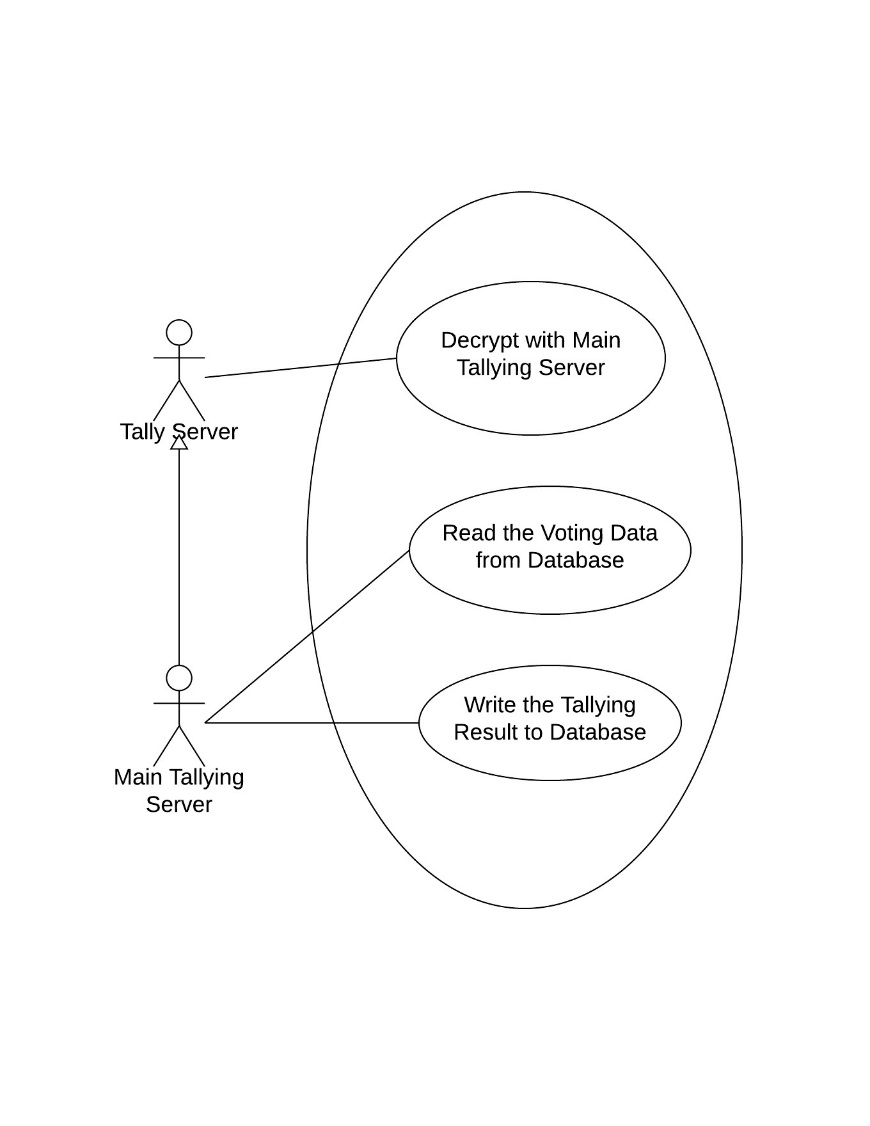 Decrypt with Main
Tallying Server
Tally Server
Read the Voting Data
from Database
Write the Tallying
Result to Database
Main Tallying
Server